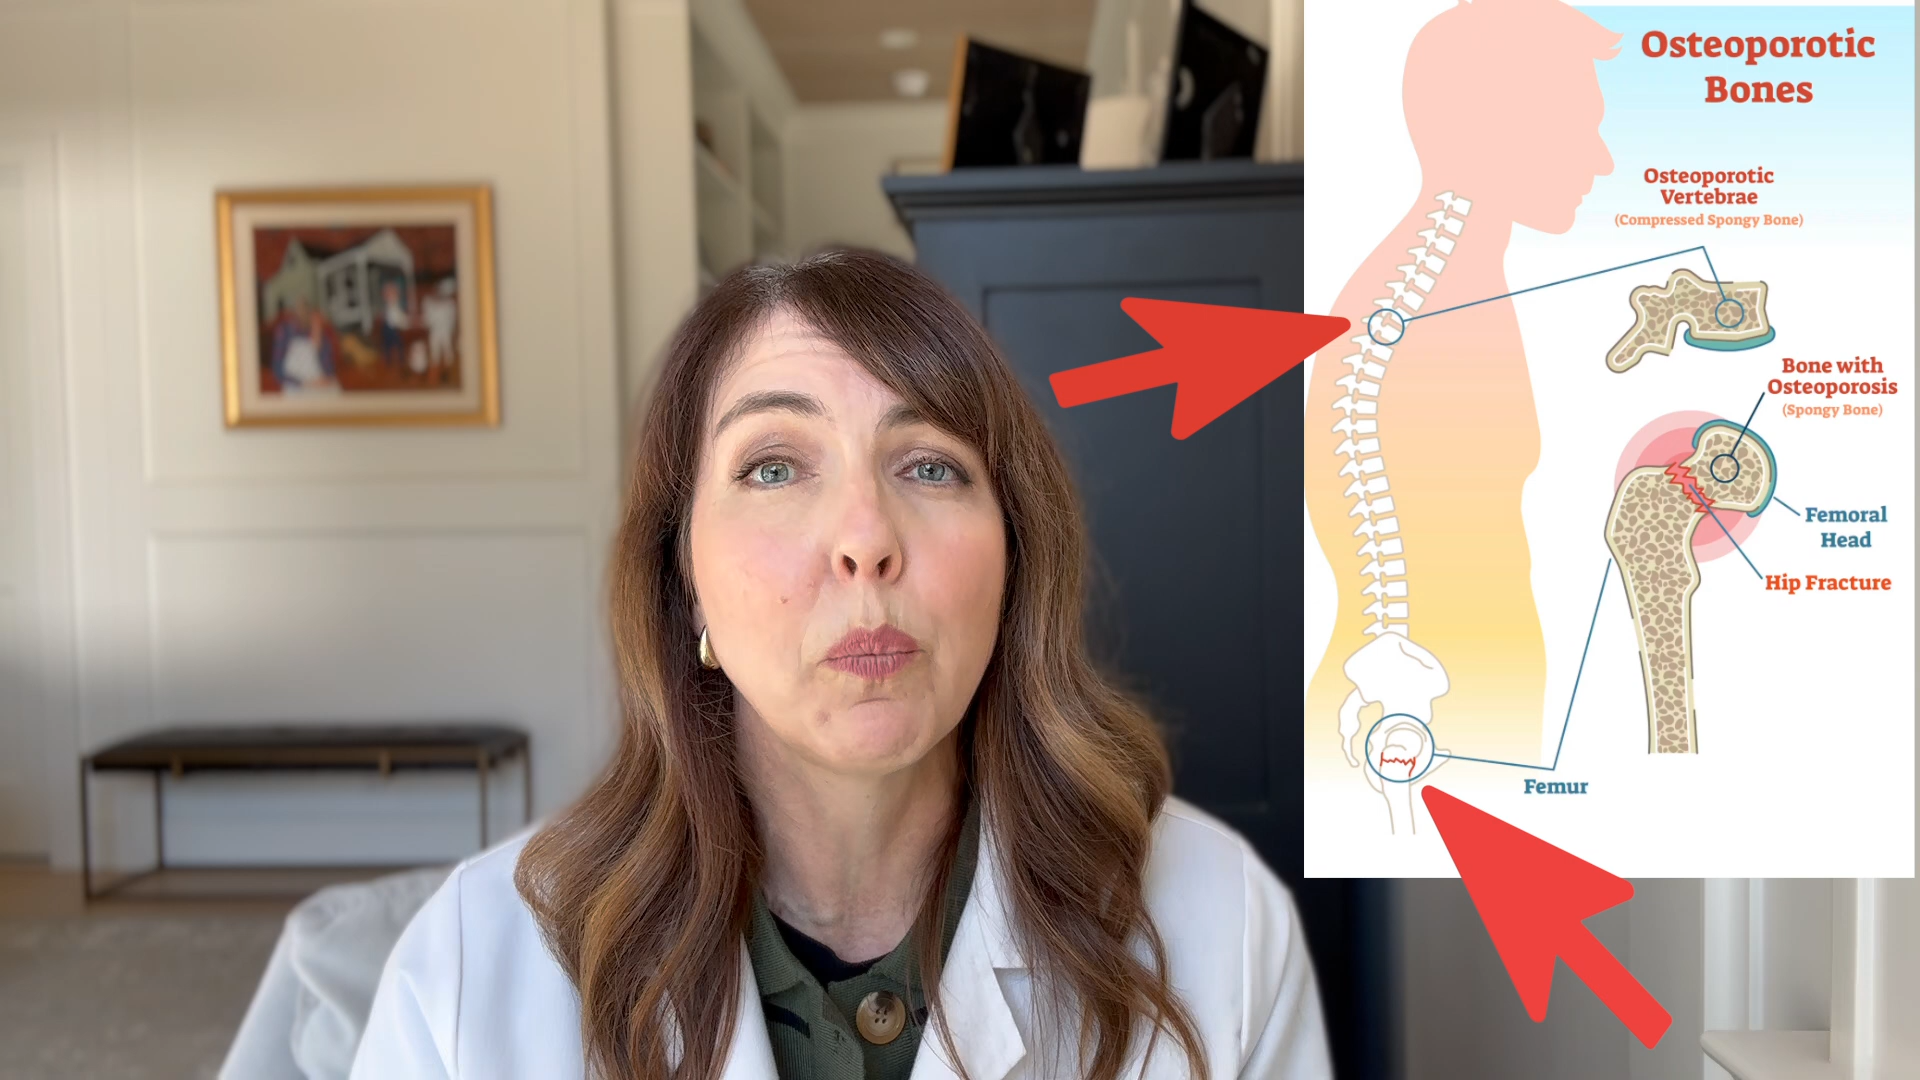 Osteoporotic
Bones
Osteoporotic
Vertebrae
(Compressed Spongy Bone)
Bone with
Osteoporosis
(Spongy Bone)
Femoral
Head
Hip Fracture
Femur